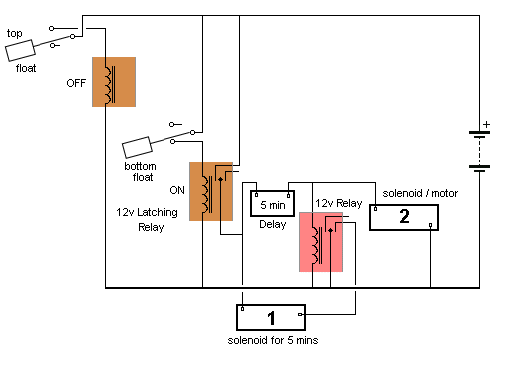 top
float
OFF
+
bottom
float
ON
12v Latching
Relay
5 min
Delay
12v Relay
solenoid / motor
2
1
solenoid for 5 mins